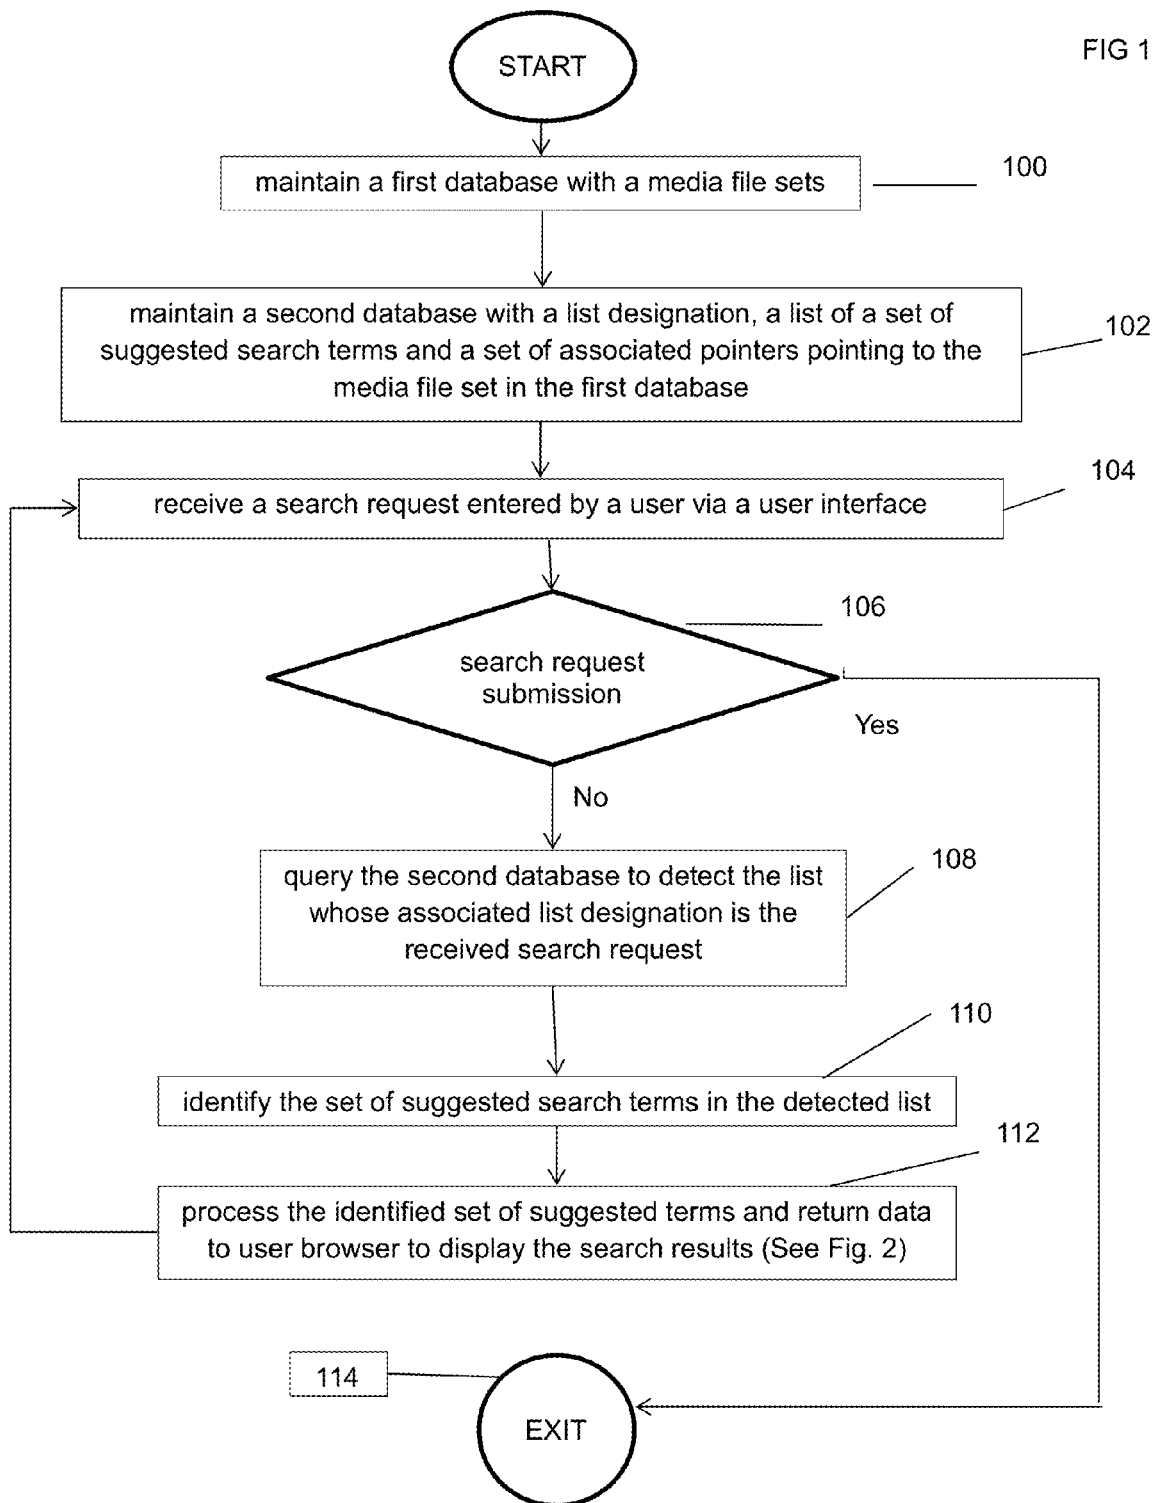 START
FIG 1
maintain a first database with a media file sets
100
maintain a second database with a list designation, a list of a set of
suggested search terms and a set of associated pointers pointing to the
media file set in the first database
102
receive a search request entered by a user via a user interface
104
106
search request
submission
Yes
No
query the second database to detect the list
whose associated list designation is the
received search request
108
110
identify the set of suggested search terms in the detected list
112
process the identified set of suggested terms and return data
to user browser to display the search results (See Fig. 2)
114
EXIT